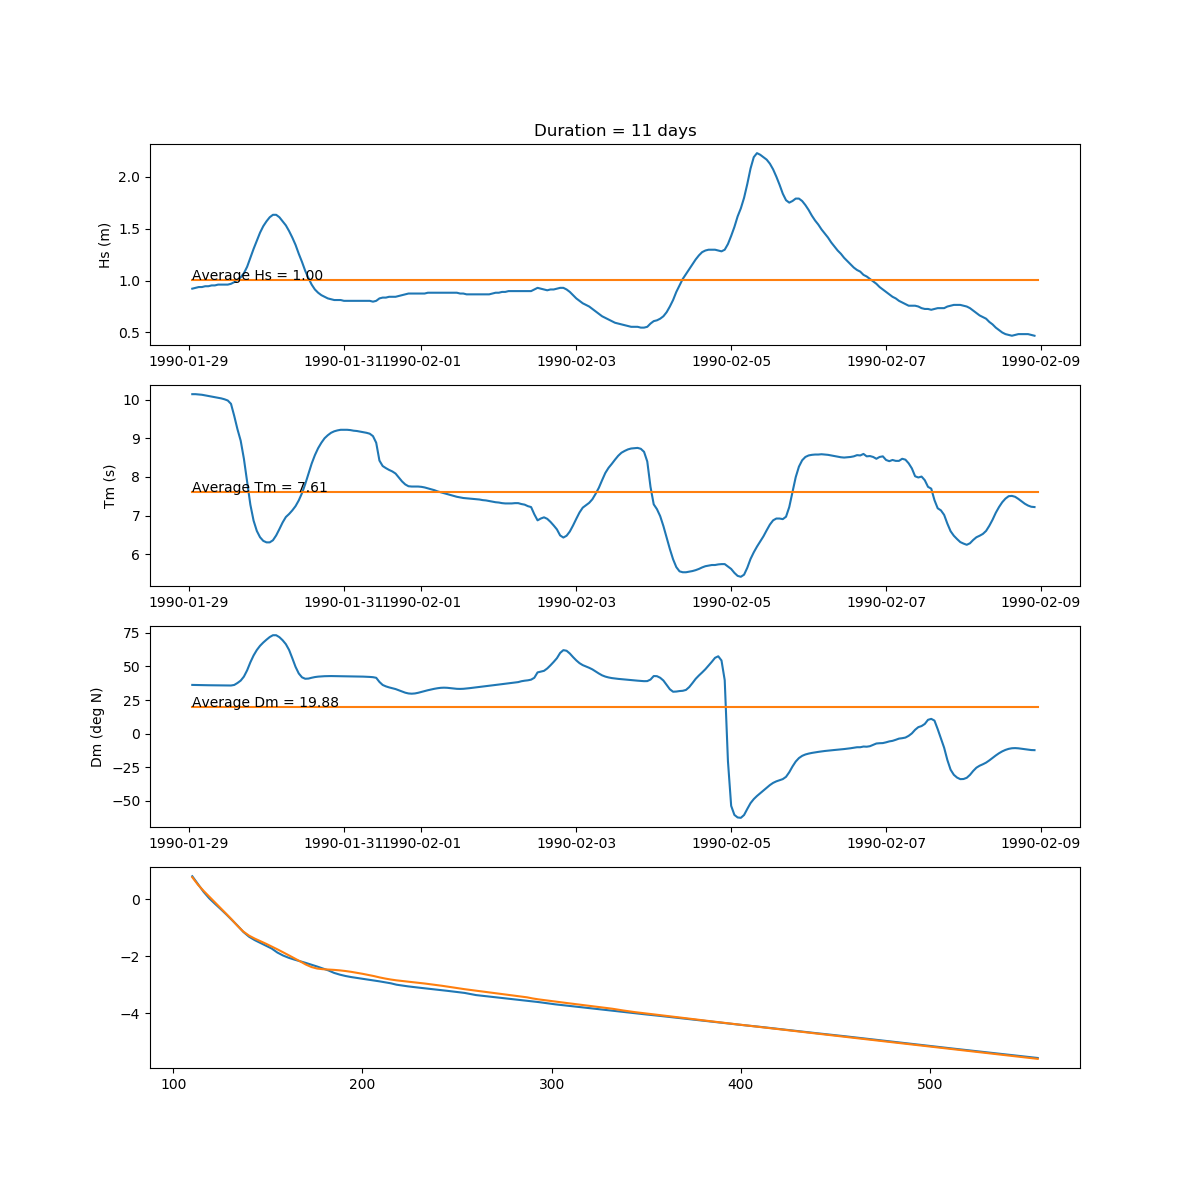 Duration = 11 days
Hs (m)
2.0
1.5
1.0
0.5
Average Hs = 1.00
1990-01-29 1990-01-31 1990-02-01 1990-02-03 1990-02-05 1990-02-07 1990-02-09
Tm (s)
10
9
8
7
6
Average Tm = 7.61
1990-01-29 1990-01-31 1990-02-01 1990-02-03 1990-02-05 1990-02-07 1990-02-09
Dm (deg N)
75
50
25
0
−25
−50
Average Dm = 19.88
1990-01-29 1990-01-31 1990-02-01 1990-02-03 1990-02-05 1990-02-07 1990-02-09
0
−2
−4
100 200 300 400 500